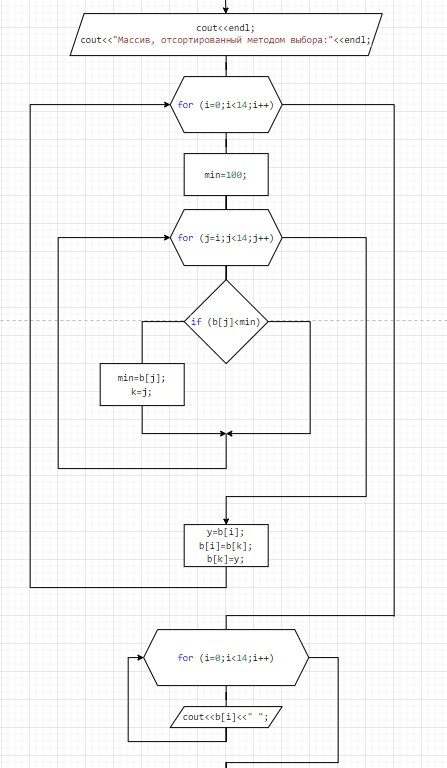 cout<<endl;
cout<<"Массив, отсортированный методом выбора:"<<endl;
for (i=0;i<14;i++)
min=100;
for (j=i;j<14;j++)
if (b[j]<min)
min=b[j];
k=j;
y=b[i];
b[i]=b[k];
b[k]=y;
for (i=0;i<14;i++)
cout<<b[i]<<" ";